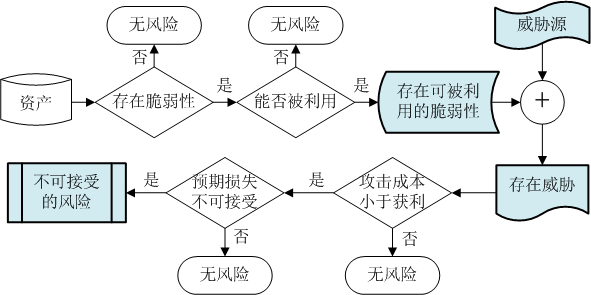 无风险
无风险
威胁源
否
否
资产
存在脆弱性
是
能否被利用
是
存在可被利
用的脆弱性
+
不可接受
的风险
是
预期损失
不可接受
是
攻击成本
小于获利
存在威胁
否
否
无风险
无风险